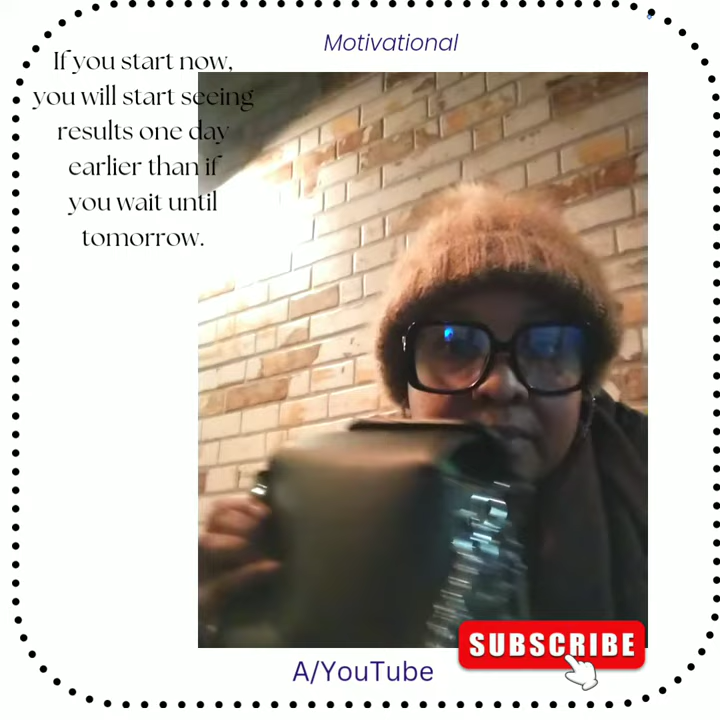 Motivational
If you start now,
you will start seeing
results one day
earlier than if
you wait until
tomorrow.
A/YouTube
SUBSCRIBE